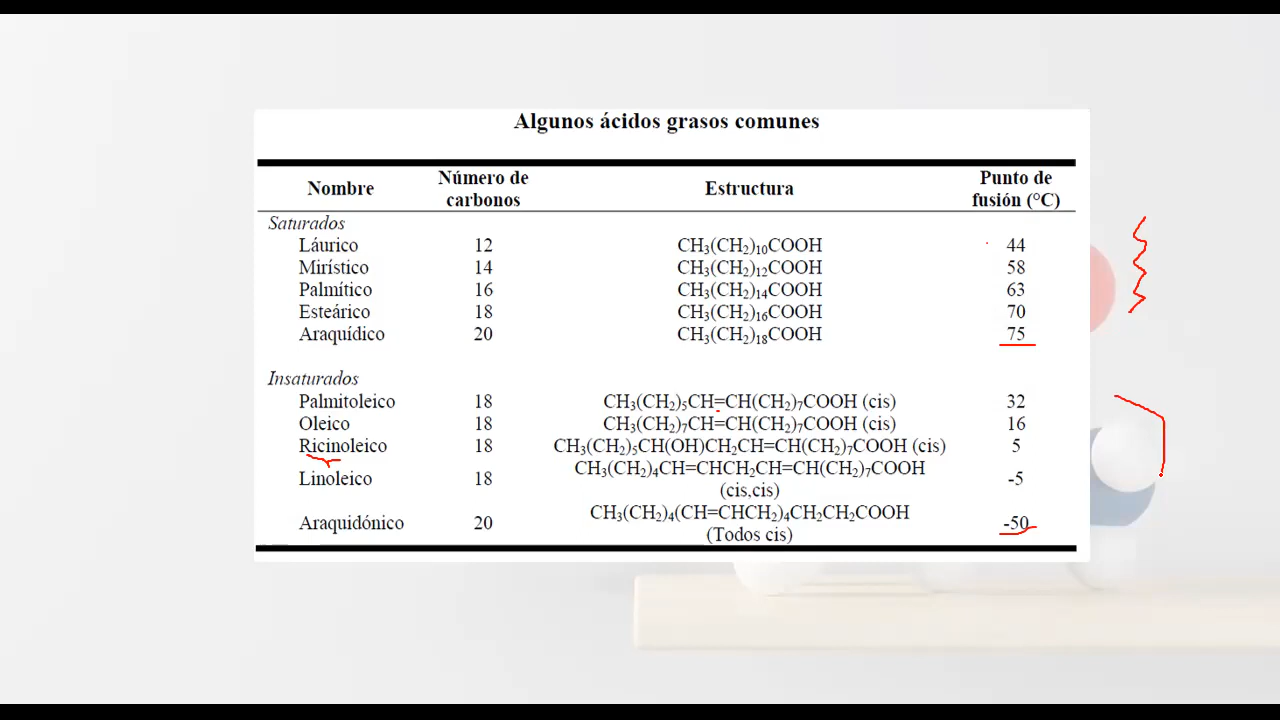 Algunos ácidos grasos comunes
Nombre Número de carbonos Estructura Punto de fusión (°C)
Saturados
Láurico 12 CH₃(CH₂)₁₀COOH 44
Mirístico 14 CH₃(CH₂)₁₂COOH 58
Palmítico 16 CH₃(CH₂)₁₄COOH 63
Esteárico 18 CH₃(CH₂)₁₆COOH 70
Araquídico 20 CH₃(CH₂)₁₈COOH 75
Insaturados
Palmitoleico 18 CH₃(CH₂)₅CH=CH(CH₂)₇COOH (cis) 32
Oleico 18 CH₃(CH₂)₇CH=CH(CH₂)₇COOH (cis) 16
Ricinoleico 18 CH₃(CH₂)₅CH(OH)CH₂CH=CH(CH₂)₇COOH (cis) 5
Linoleico 18 CH₃(CH₂)₄CH=CHCH₂CH=CH(CH₂)₇COOH (cis,cis) -5
Araquidónico 20 CH₃(CH₂)₄(CH=CHCH₂)₄CH₂CH₂COOH (Todos cis) -50